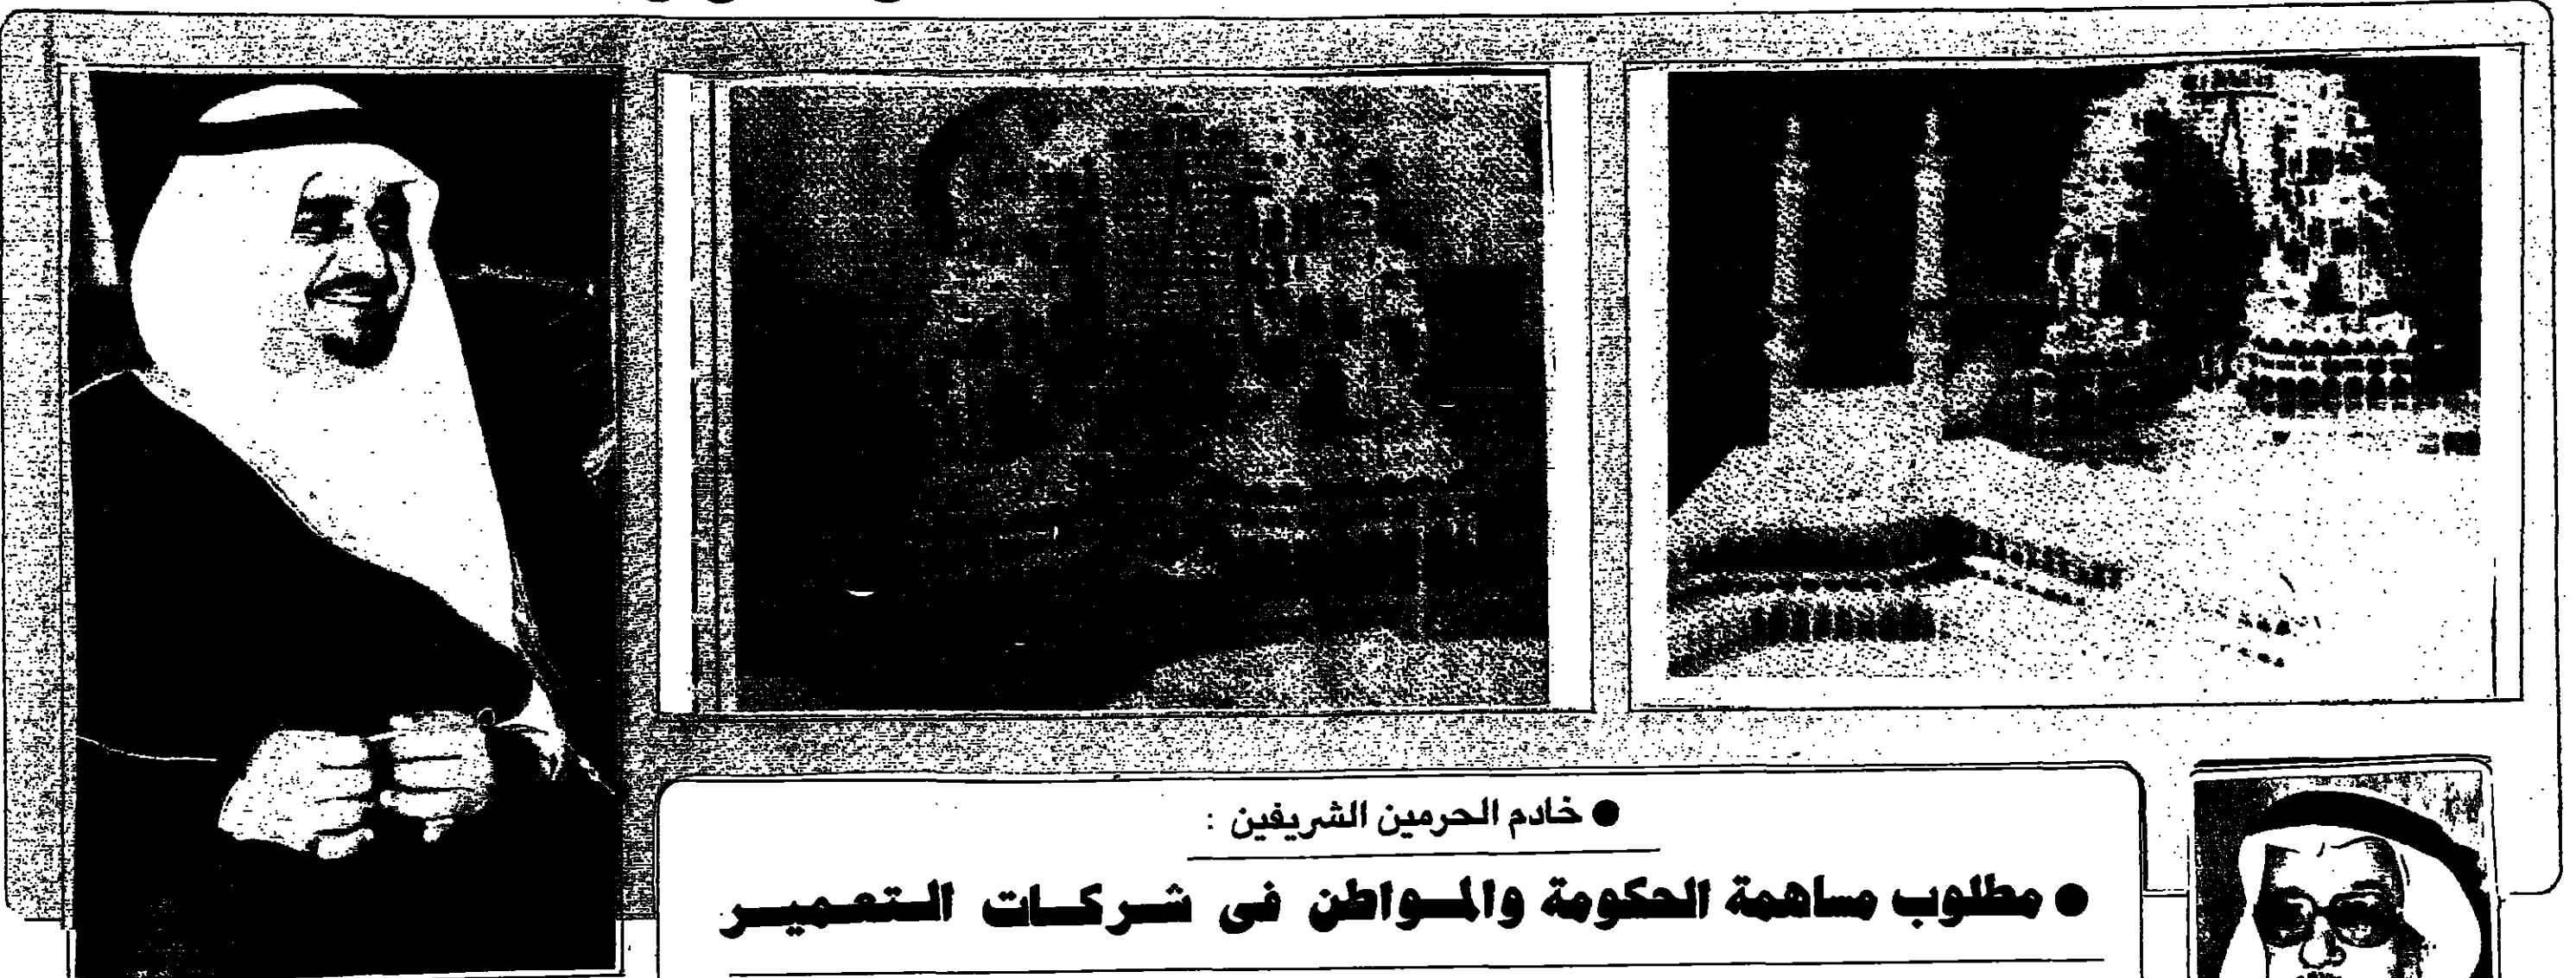 ● خادم الحرمين الشريفين :
● مطلوب مساهمة الحكومة والمواطن فى شركات التعمير